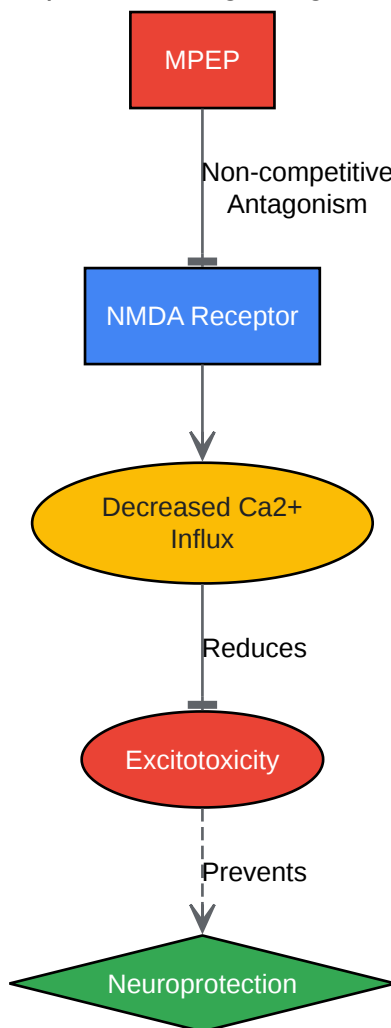 MPEP
Non-competitive
Antagonism
NMDA Receptor
Decreased Ca2+
Influx
Reduces
Excitotoxicity
Prevents
Neuroprotection